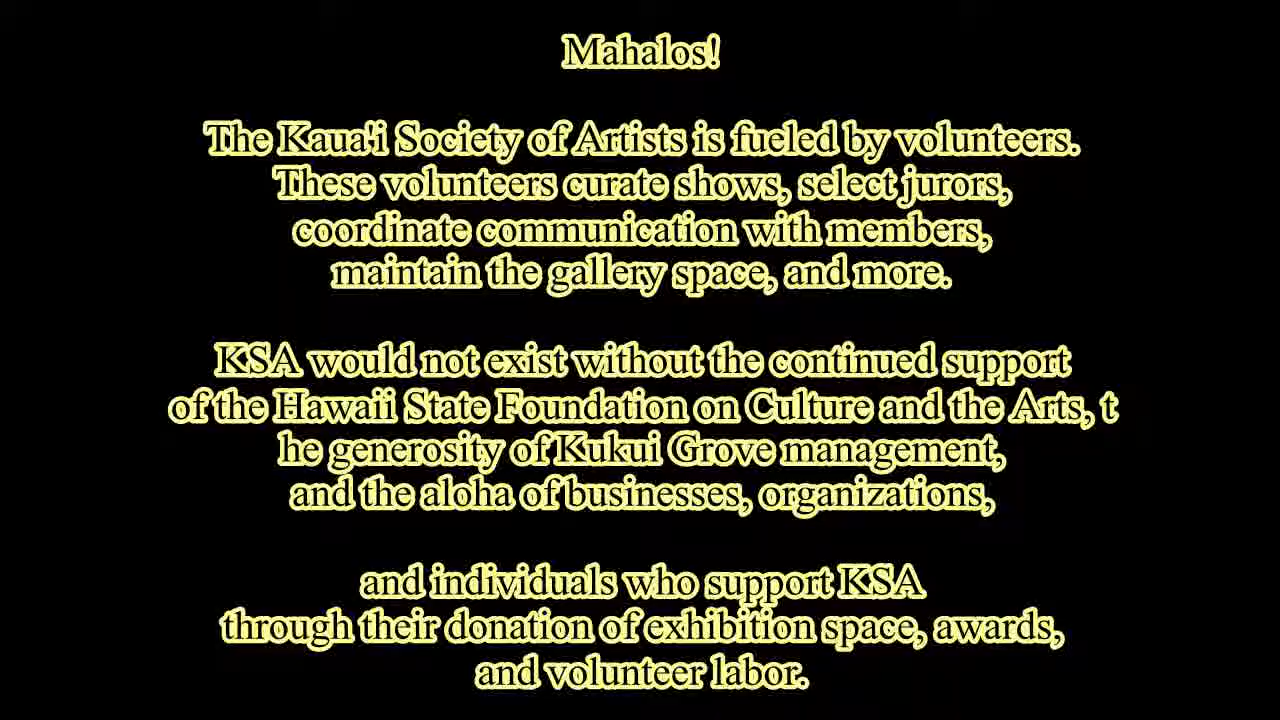 Mahalos!
The Kaua'i Society of Artists is fueled by volunteers.
These volunteers curate shows, select jurors,
coordinate communication with members,
maintain the gallery space, and more.
KSA would not exist without the continued support
of the Hawaii State Foundation on Culture and the Arts, t
he generosity of Kukui Grove management,
and the aloha of businesses, organizations,
and individuals who support KSA
through their donation of exhibition space, awards,
and volunteer labor.